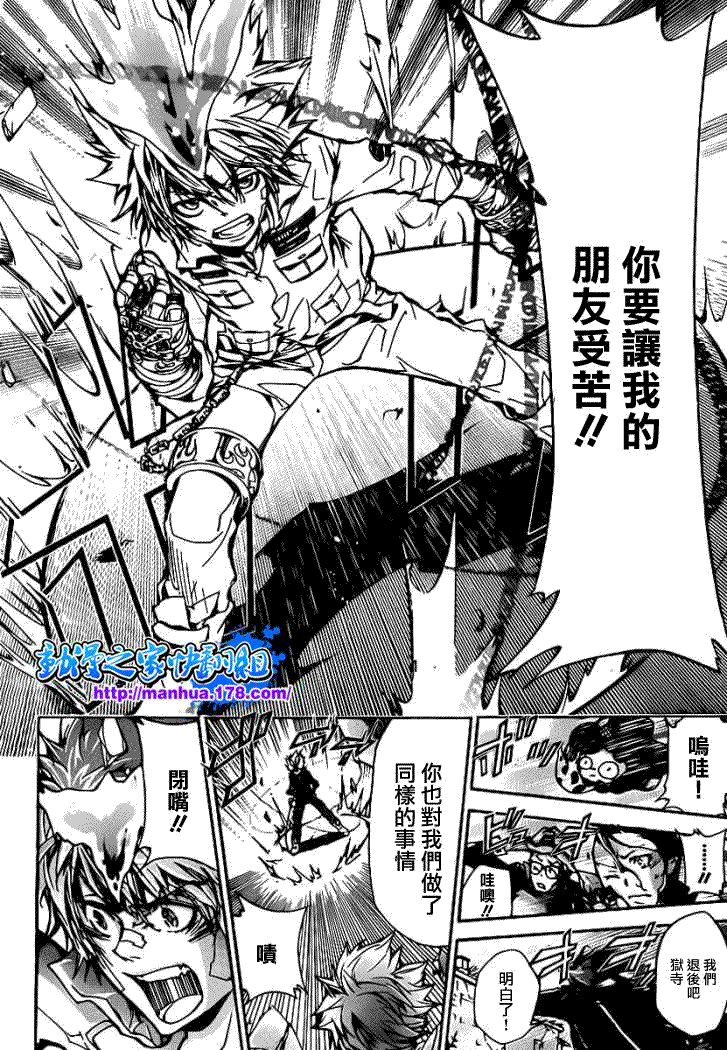 你要讓我的
朋友受苦!!
動漫之家快翻組
http://manhua.178.com
嗚哇!
……
哇噢!!
我們
退後吧
獄寺
明白了!
你也對我們做了
同樣的事情
嘖
閉嘴!!